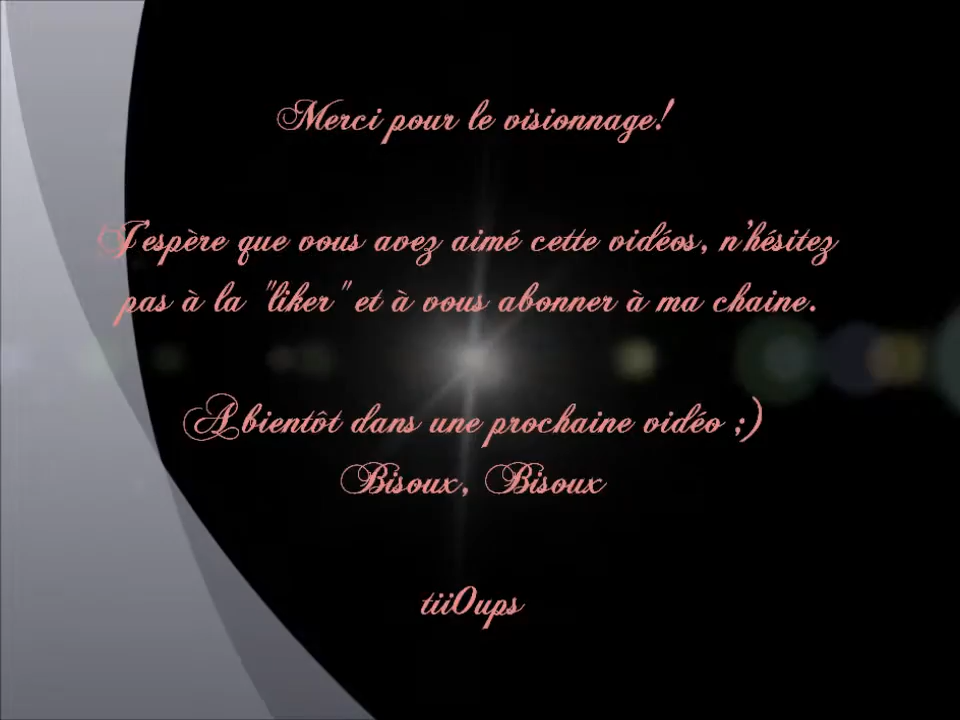 Merci pour le visionnage!
J'espère que vous avez aimé cette vidéos, n'hésitez
pas à la "liker" et à vous abonner à ma chaine.
A bientôt dans une prochaine vidéo ;)
Bisoux, Bisoux
tiiOups